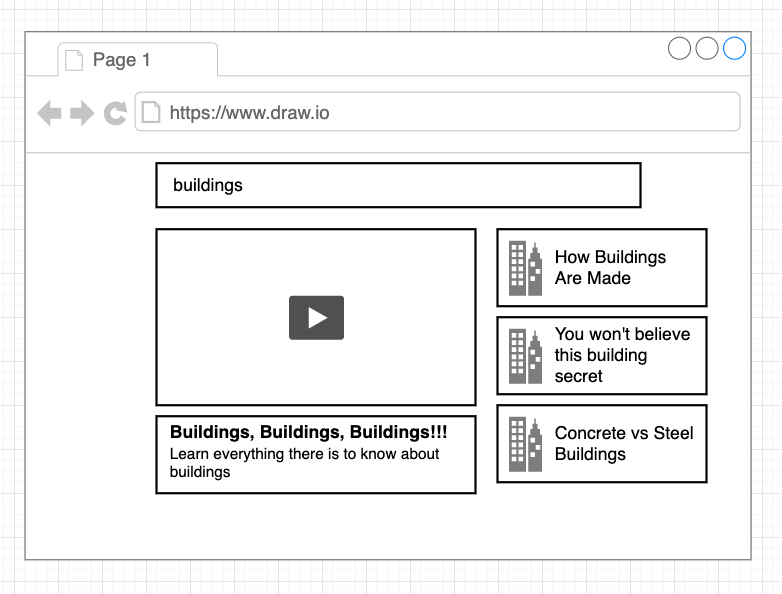 Page 1
https://www.draw.io
buildings
Buildings, Buildings, Buildings!!!
Learn everything there is to know about
buildings
How Buildings
Are Made
You won't believe
this building
secret
Concrete vs Steel
Buildings